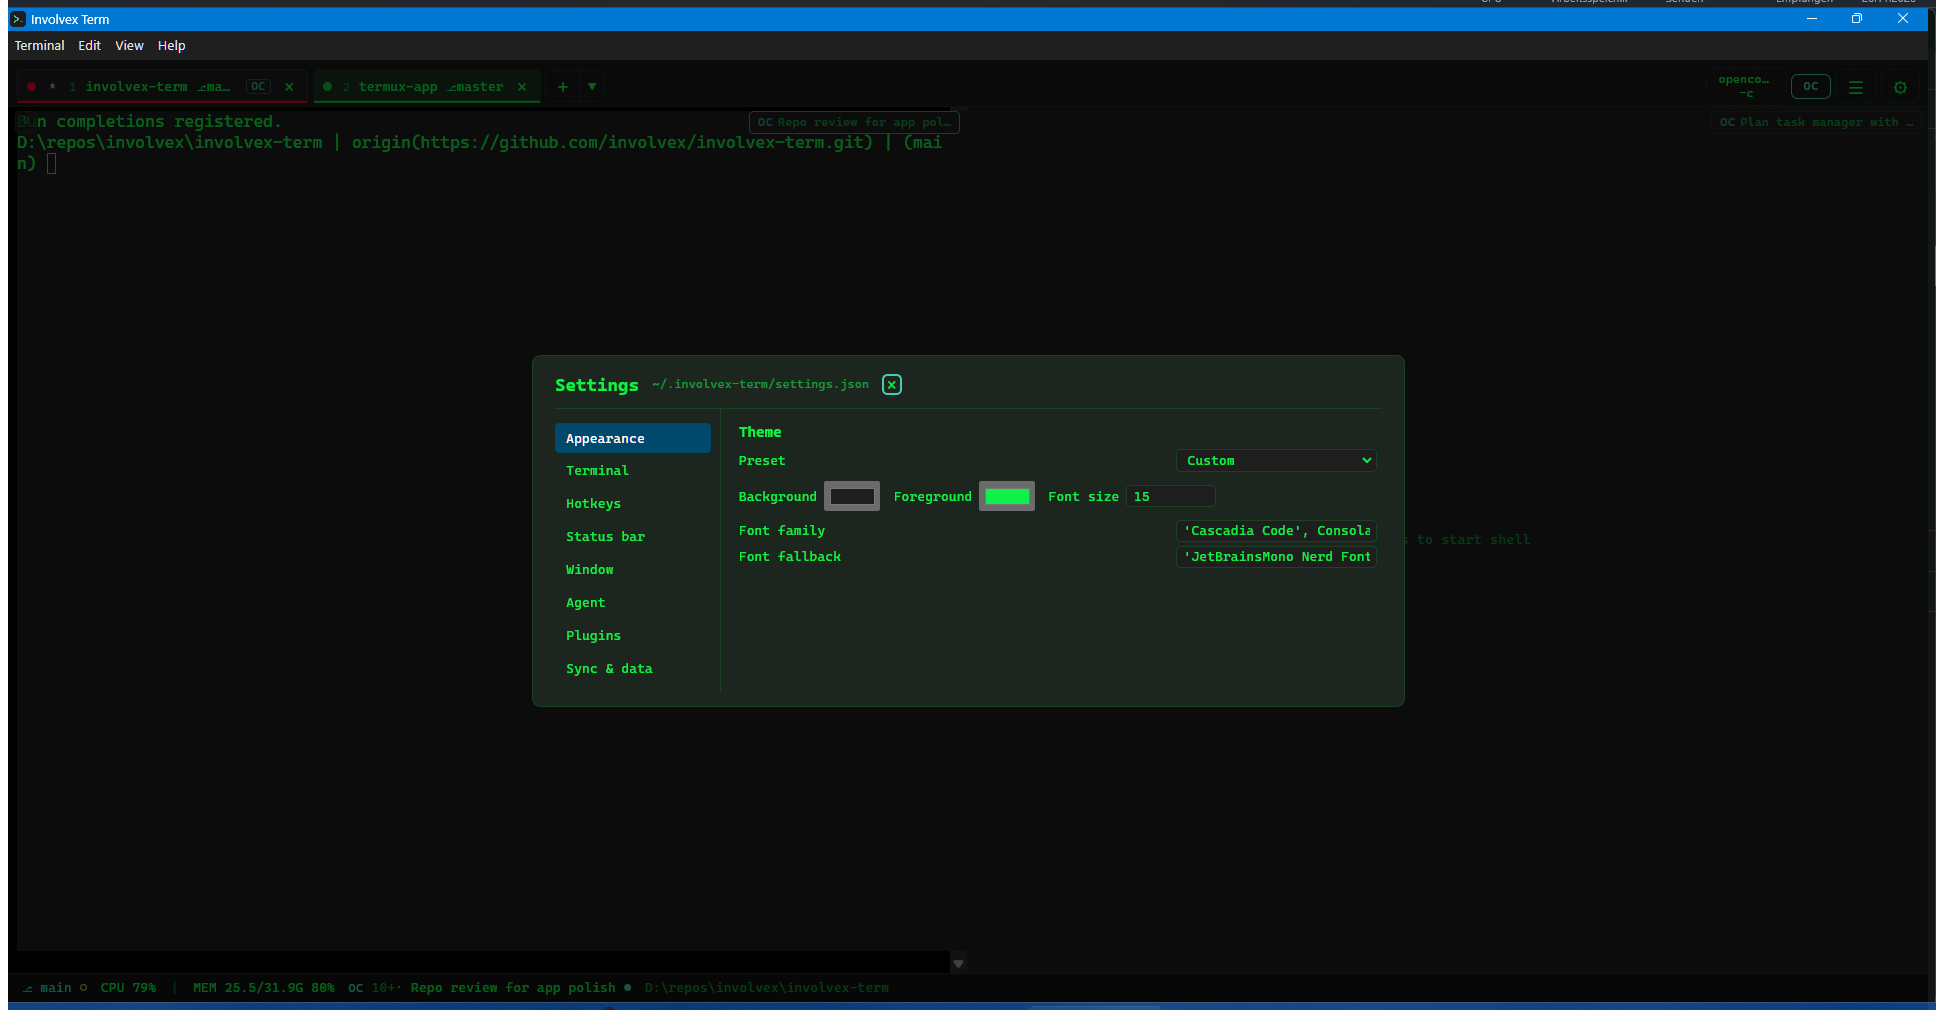 Involvex Term
Terminal Edit View Help
* 1 involvex-term ⎇ma… OC × 2 termux-app ⎇master × + ▼
openco…
-c
OC
n completions registered.
OC Repo review for app pol…
OC Plan task manager with …
D:\repos\involvex\involvex-term | origin(https://github.com/involvex/involvex-term.git) | (mai
n)
Settings ~/.involvex-term/settings.json ×
Appearance
Terminal
Hotkeys
Status bar
Window
Agent
Plugins
Sync & data
Theme
Preset Custom
Background Foreground Font size 15
Font family 'Cascadia Code', Consola
Font fallback 'JetBrainsMono Nerd Font
to start shell
⎇ main CPU 79% | MEM 25.5/31.9G 80% OC 10+· Repo review for app polish D:\repos\involvex\involvex-term